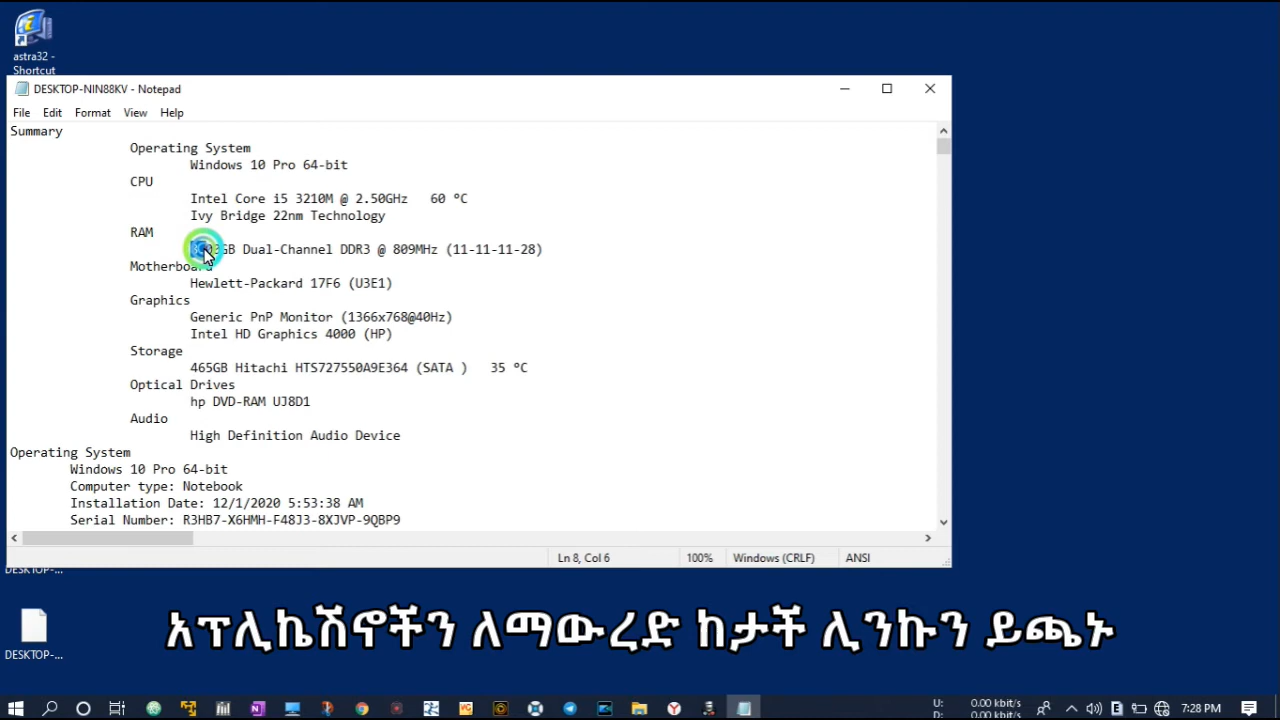 astra32 -
Shortcut
DESKTOP-NIN88KV - Notepad
File Edit Format View Help
Summary
Operating System
Windows 10 Pro 64-bit
CPU
Intel Core i5 3210M @ 2.50GHz 60 °C
Ivy Bridge 22nm Technology
RAM
Dual-Channel DDR3 @ 809MHz (11-11-11-28)
Motherboard
Hewlett-Packard 17F6 (U3E1)
Graphics
Generic PnP Monitor (1366x768@40Hz)
Intel HD Graphics 4000 (HP)
Storage
465GB Hitachi HTS727550A9E364 (SATA ) 35 °C
Optical Drives
hp DVD-RAM UJ8D1
Audio
High Definition Audio Device
Operating System
Windows 10 Pro 64-bit
Computer type: Notebook
Installation Date: 12/1/2020 5:53:38 AM
Serial Number: R3HB7-X6HMH-F48J3-8XJVP-9QBP9
Ln 8, Col 6 100% Windows (CRLF) ANSI
DESKTOP-...
DESKTOP-...
አፕሊኬሽኖችን ለማውረድ ከታች ሊንኩን ይጫኑ
U: 0.00 kbit/s
D: 0.00 kbit/s
7:28 PM